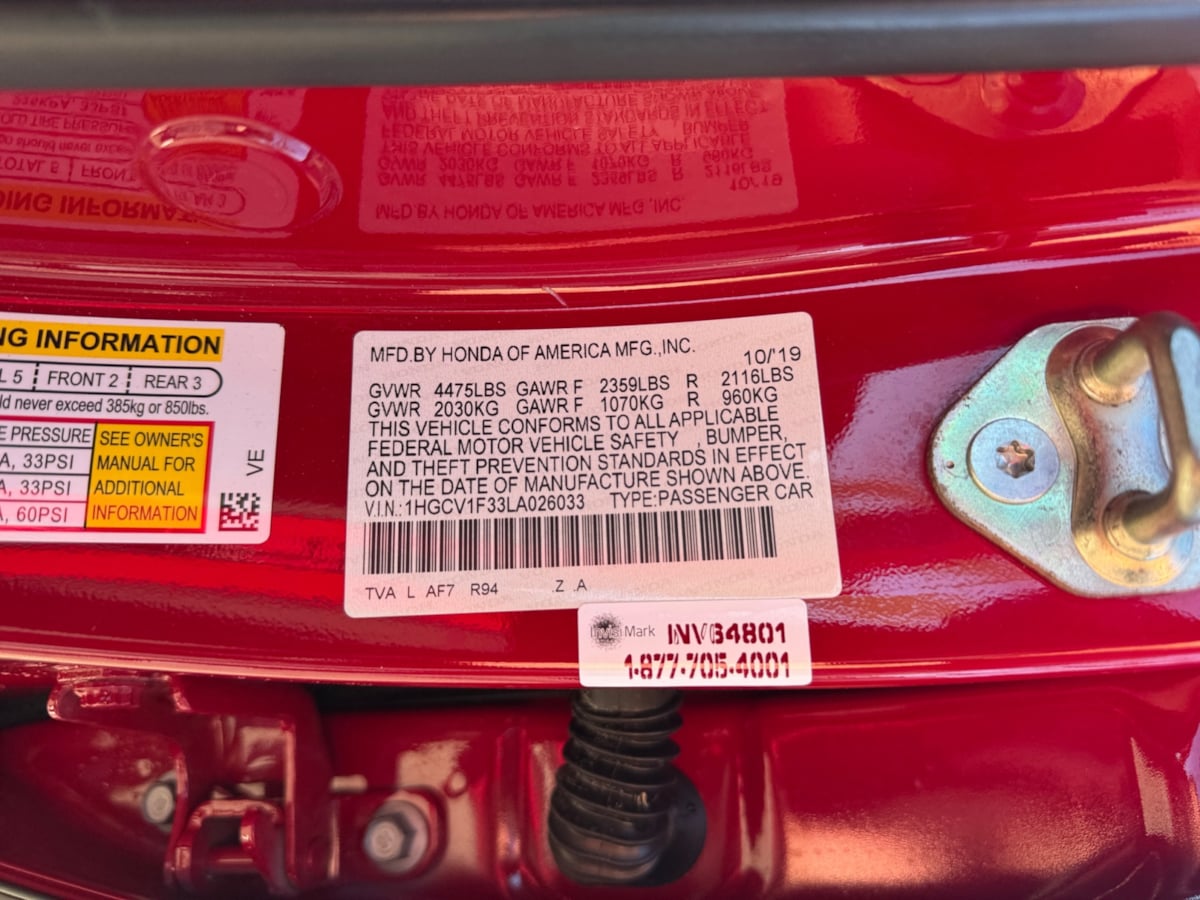 NG INFORMATION
L 5 FRONT 2 REAR 3
ld never exceed 385kg or 850lbs.
E PRESSURE
A, 33PSI
A, 33PSI
A, 60PSI
SEE OWNER'S
MANUAL FOR
ADDITIONAL
INFORMATION
VE
MFD.BY HONDA OF AMERICA MFG.,INC.
10/'19
GVWR 4475LBS GAWR F 2359LBS R 2116LBS
GVWR 2030KG GAWR F 1070KG R 960KG
THIS VEHICLE CONFORMS TO ALL APPLICABLE
FEDERAL MOTOR VEHICLE SAFETY , BUMPER,
AND THEFT PREVENTION STANDARDS IN EFFECT
ON THE DATE OF MANUFACTURE SHOWN ABOVE.
V.I.N.: 1HGCV1F33LA026033 TYPE:PASSENGER CAR
TVA L AF7 R94 Z .A
InvisiMark INVB4801
1-877-705-4001